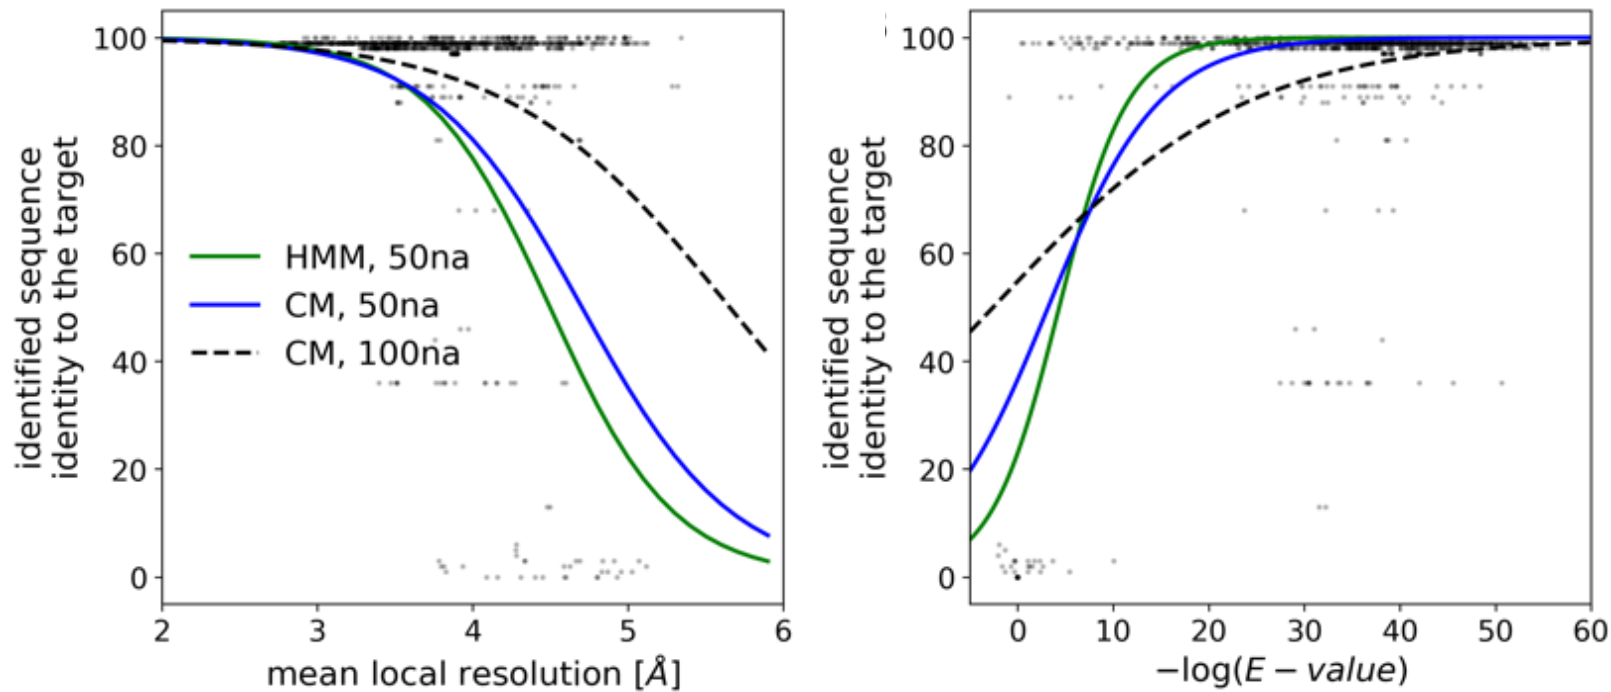 identified sequence
identity to the target
100
80
60
40
20
0
HMM, 50na
CM, 50na
CM, 100na
2 3 4 5 6
mean local resolution [Å]
identified sequence
identity to the target
100
80
60
40
20
0
0 10 20 30 40 50 60
−log(E − value)